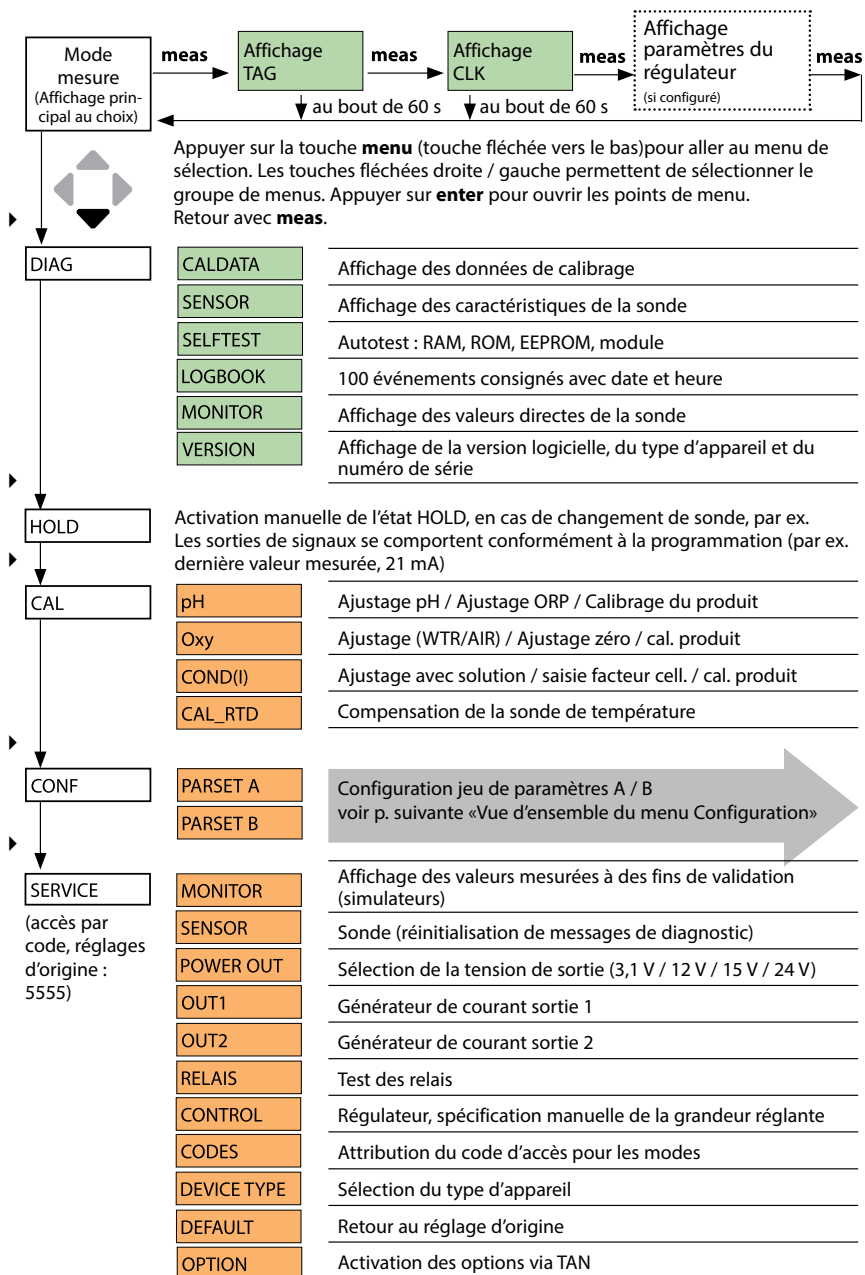 Mode
mesure
(Affichage prin-
cipal au choix)
meas
Affichage
TAG
meas
Affichage
CLK
meas
Affichage
paramètres du
régulateur
(si configuré)
meas
au bout de 60 s
au bout de 60 s
Appuyer sur la touche menu (touche fléchée vers le bas)pour aller au menu de
sélection. Les touches fléchées droite / gauche permettent de sélectionner le
groupe de menus. Appuyer sur enter pour ouvrir les points de menu.
Retour avec meas.
DIAG
CALDATA
Affichage des données de calibrage
SENSOR
Affichage des caractéristiques de la sonde
SELFTEST
Autotest : RAM, ROM, EEPROM, module
LOGBOOK
100 événements consignés avec date et heure
MONITOR
Affichage des valeurs directes de la sonde
VERSION
Affichage de la version logicielle, du type d'appareil et du
numéro de série
HOLD
Activation manuelle de l'état HOLD, en cas de changement de sonde, par ex.
Les sorties de signaux se comportent conformément à la programmation (par ex.
dernière valeur mesurée, 21 mA)
CAL
pH
Ajustage pH / Ajustage ORP / Calibrage du produit
Oxy
Ajustage (WTR/AIR) / Ajustage zéro / cal. produit
COND(I)
Ajustage avec solution / saisie facteur cell. / cal. produit
CAL_RTD
Compensation de la sonde de température
CONF
PARSET A
PARSET B
Configuration jeu de paramètres A / B
voir p. suivante «Vue d'ensemble du menu Configuration»
SERVICE
(accès par
code, réglages
d'origine :
5555)
MONITOR
Affichage des valeurs mesurées à des fins de validation
(simulateurs)
SENSOR
Sonde (réinitialisation de messages de diagnostic)
POWER OUT
Sélection de la tension de sortie (3,1 V / 12 V / 15 V / 24 V)
OUT1
Générateur de courant sortie 1
OUT2
Générateur de courant sortie 2
RELAIS
Test des relais
CONTROL
Régulateur, spécification manuelle de la grandeur réglante
CODES
Attribution du code d'accès pour les modes
DEVICE TYPE
Sélection du type d'appareil
DEFAULT
Retour au réglage d'origine
OPTION
Activation des options via TAN